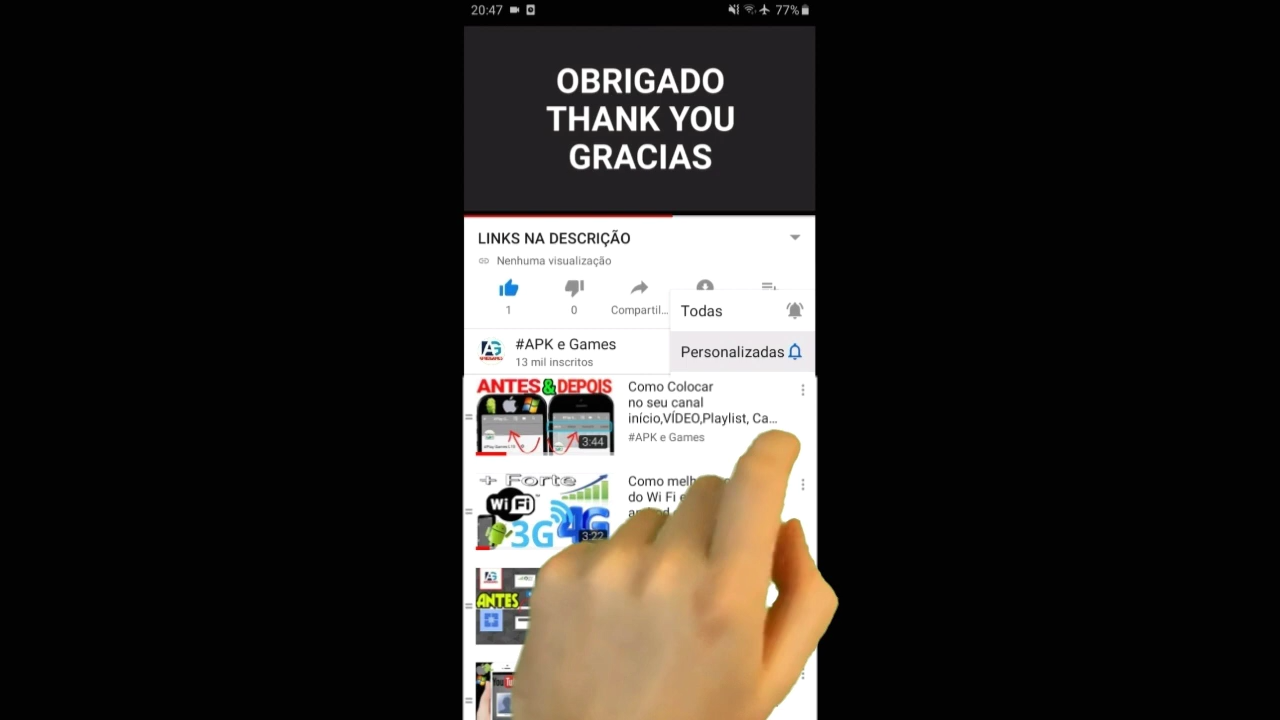 20:47
77%
OBRIGADO
THANK YOU
GRACIAS
LINKS NA DESCRIÇÃO
Nenhuma visualização
1
0
Compartil...
Todas
Personalizadas
#APK e Games
13 mil inscritos
ANTES&DEPOIS
3:44
Como Colocar
no seu canal
início,VÍDEO,Playlist, Ca...
#APK e Games
+ Forte
WiFi
3G
4G
3:22
Como melh
do Wi Fi e
ANTES